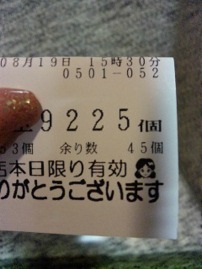 08月19日 15時30分
0501-052
9225個
53個 余り数 45個
店本日限り有効
りがとうございます